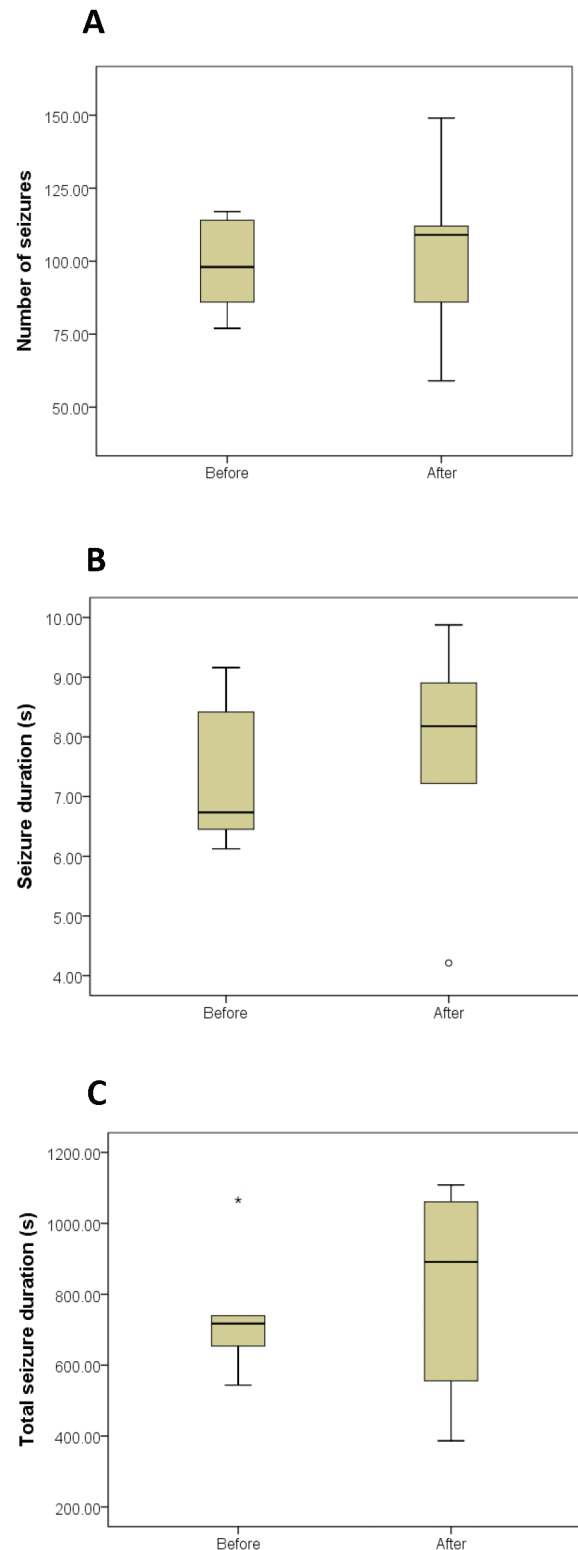 A
Number of seizures
150.00
125.00
100.00
75.00
50.00
Before After
B
Seizure duration (s)
10.00
9.00
8.00
7.00
6.00
5.00
4.00
Before After
C
Total seizure duration (s)
1200.00
1000.00
800.00
600.00
400.00
200.00
*
Before After